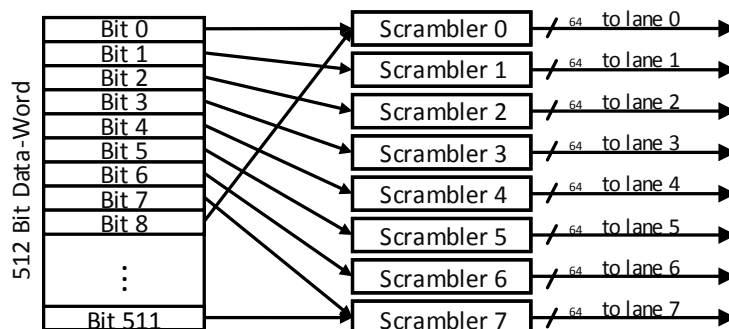 512 Bit Data-Word
Bit 0
Bit 1
Bit 2
Bit 3
Bit 4
Bit 5
Bit 6
Bit 7
Bit 8
⋮
Bit 511
Scrambler 0
64 to lane 0
Scrambler 1
64 to lane 1
Scrambler 2
64 to lane 2
Scrambler 3
64 to lane 3
Scrambler 4
64 to lane 4
Scrambler 5
64 to lane 5
Scrambler 6
64 to lane 6
Scrambler 7
64 to lane 7